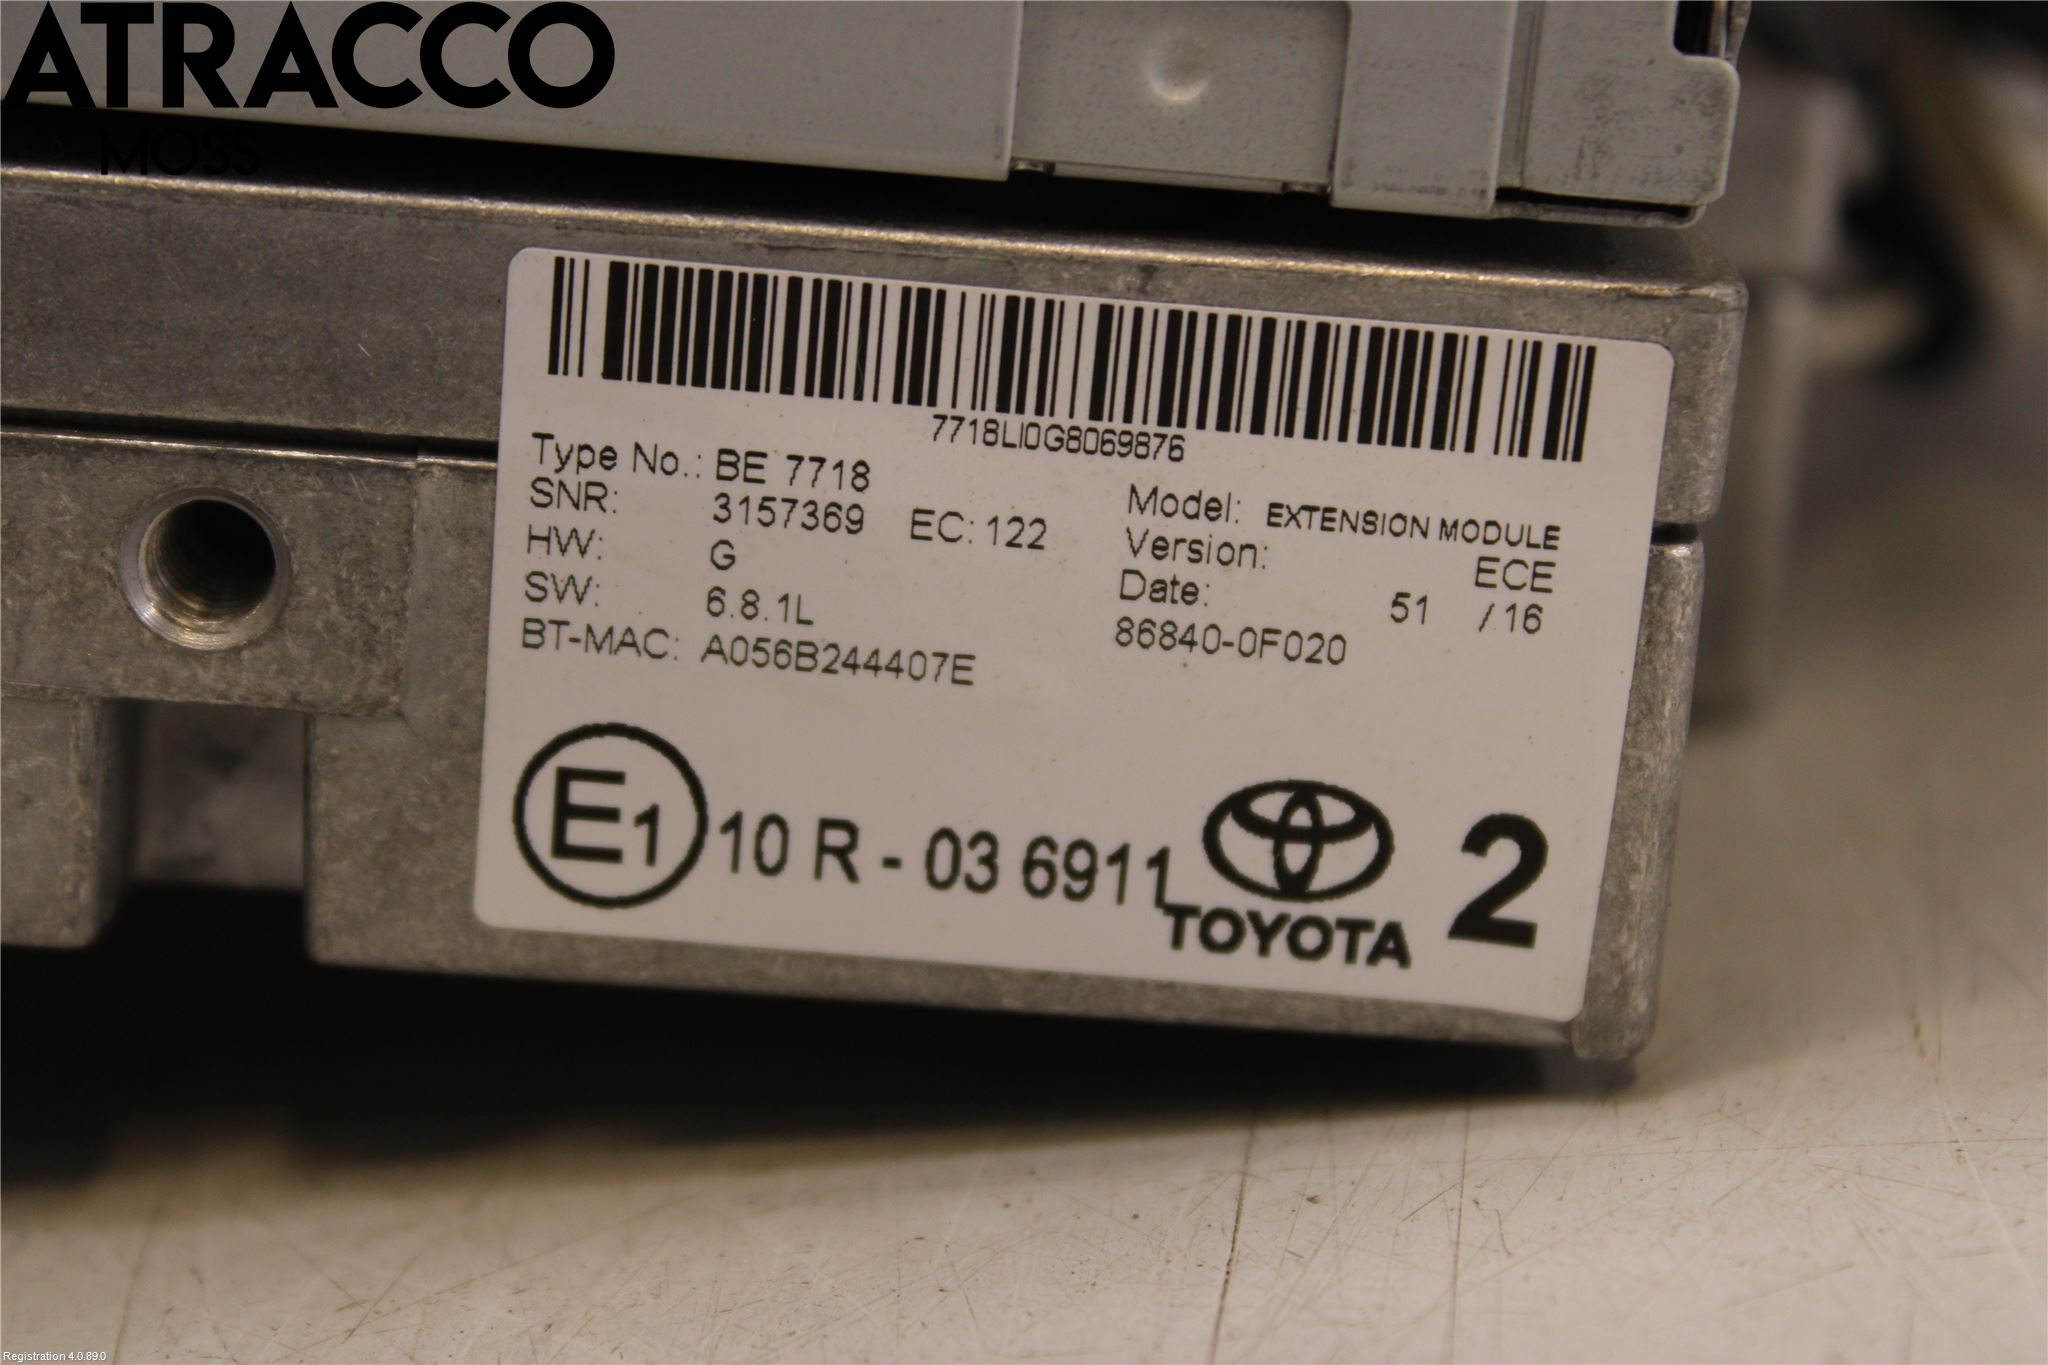 ATRACCO
MOSS
7718LI0G8069876
Type No.: BE 7718
SNR: 3157369 EC: 122
HW: G
SW: 6.8.1L
BT-MAC: A056B244407E
Model: EXTENSION MODULE
Version: ECE
Date: 51 / 16
86840-0F020
E1 10 R - 03 6911
TOYOTA
2
Registration 4.0.89.0